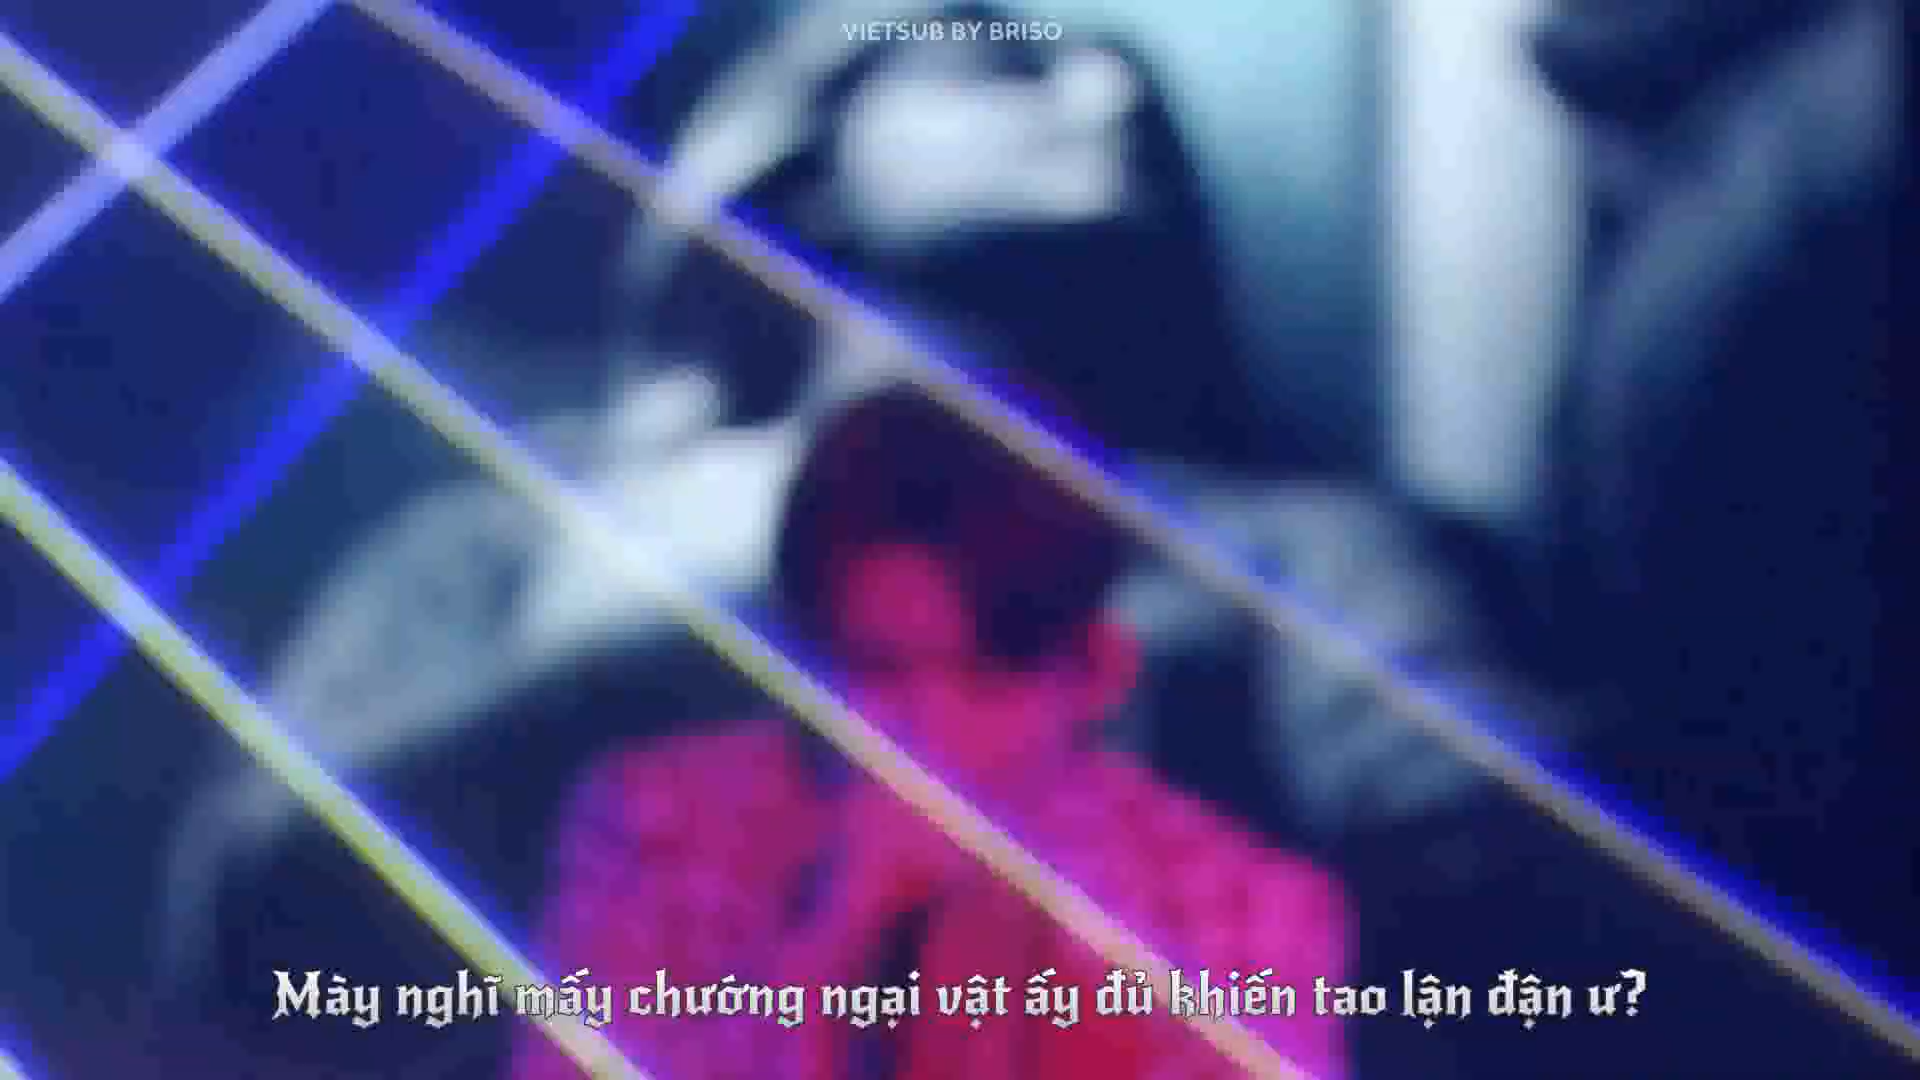 VIETSUB BY BRISO
Mày nghĩ mấy chướng ngại vật ấy đủ khiến tao lận đận ư?